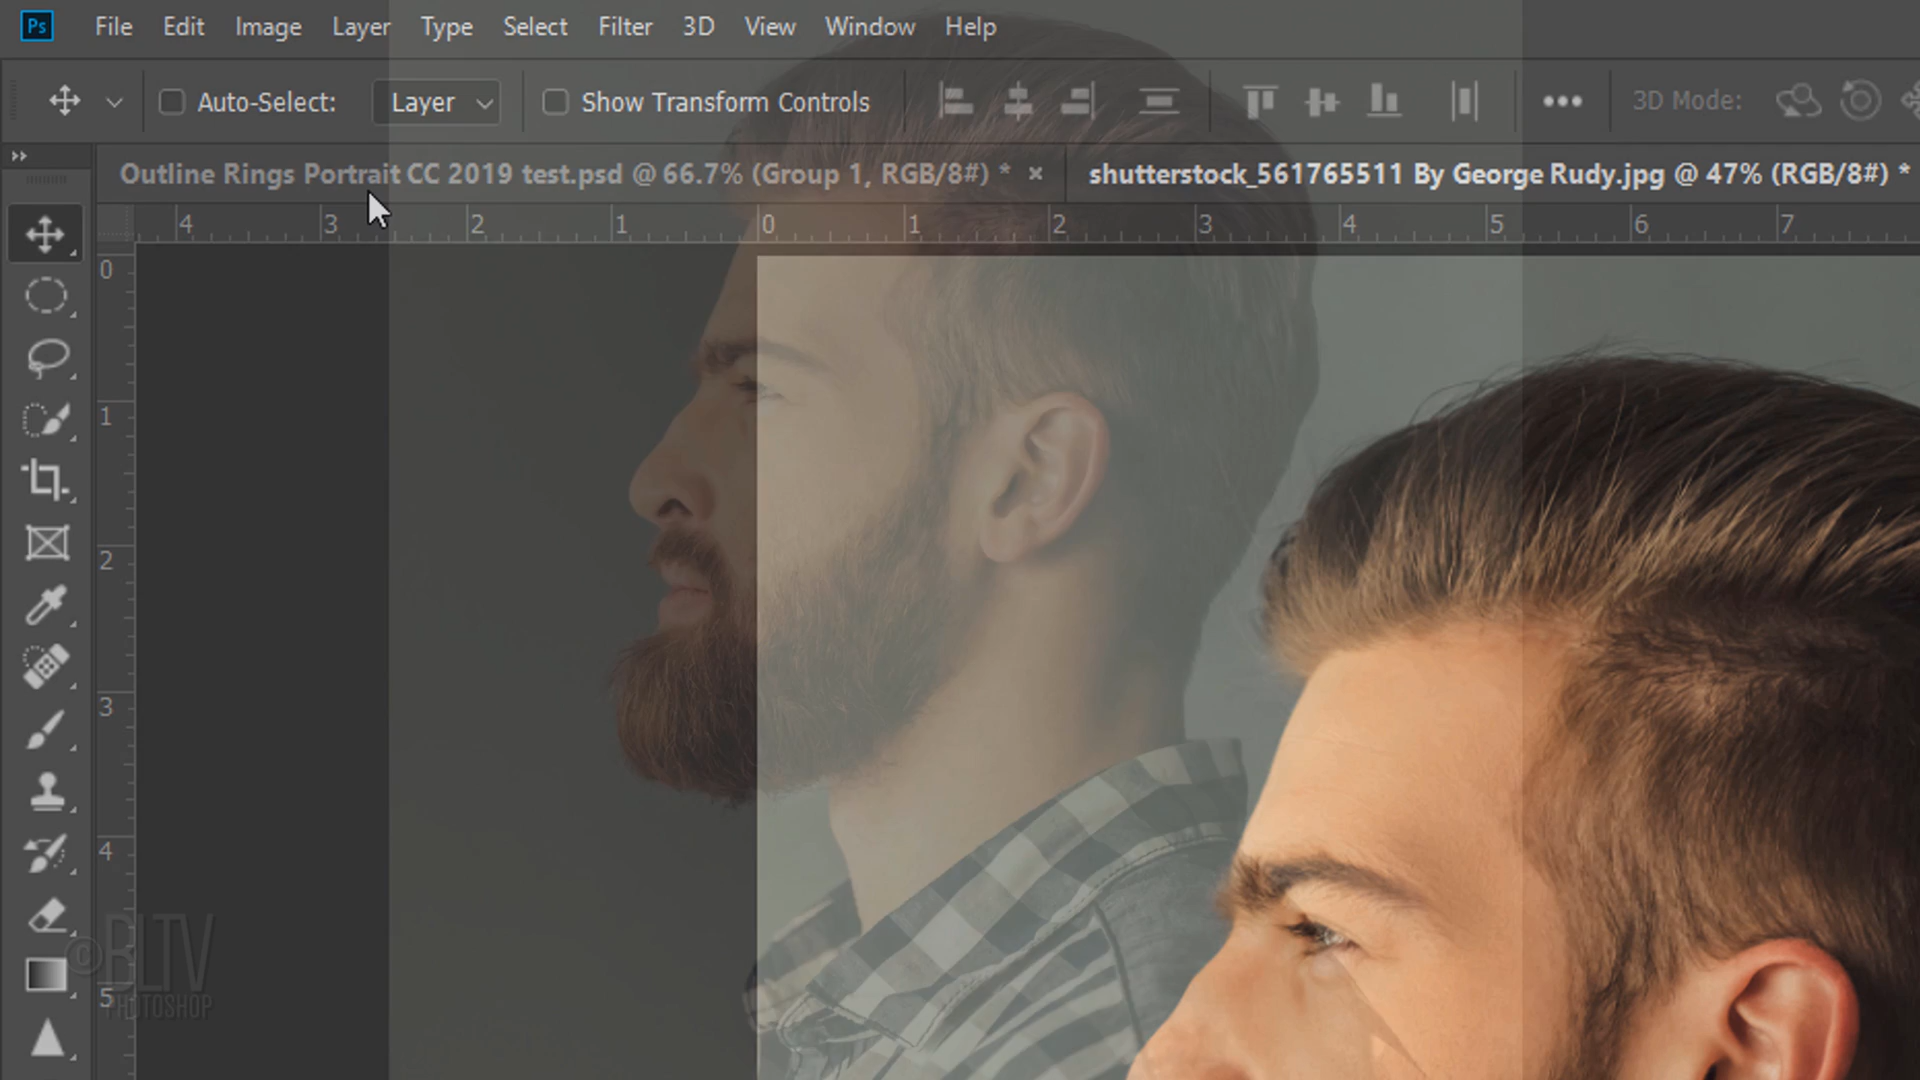 Ps File Edit Image Layer Type Select Filter 3D View Window Help
Auto-Select: Layer Show Transform Controls ••• 3D Mode:
Outline Rings Portrait CC 2019 test.psd @ 66.7% (Group 1, RGB/8#) * × shutterstock_561765511 By George Rudy.jpg @ 47% (RGB/8#) *
4 3 2 1 0 1 2 3 4 5 6 7
0
1
2
3
4
5
©BLTV
PHOTOSHOP